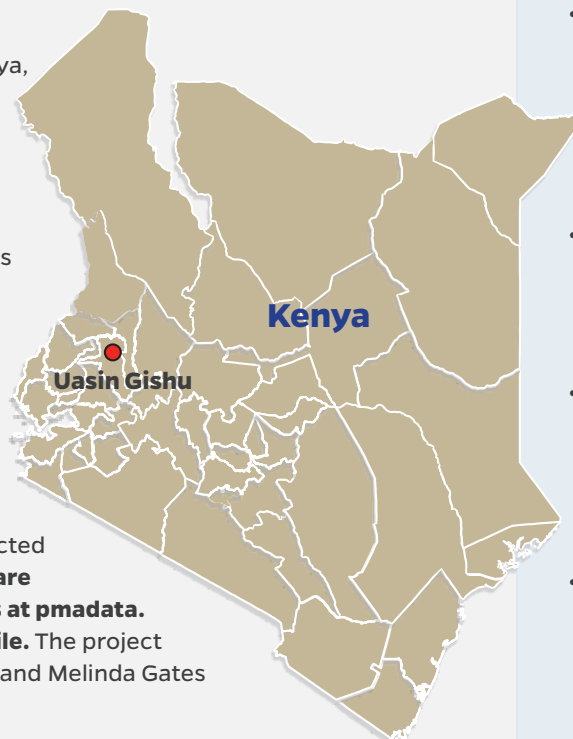 ya,
s
Kenya
Uasin Gishu
cted
are
s at pmadata.
ile. The project
and Melinda Gates